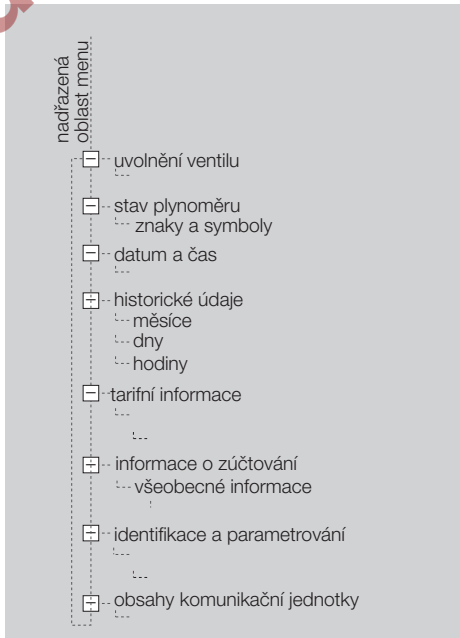 nadřazená
oblast menu
uvolnění ventilu
stav plynoměru
znaky a symboly
datum a čas
historické údaje
měsíce
dny
hodiny
tarifní informace
informace o zúčtování
všeobecné informace
identifikace a parametrování
obsahy komunikační jednotky